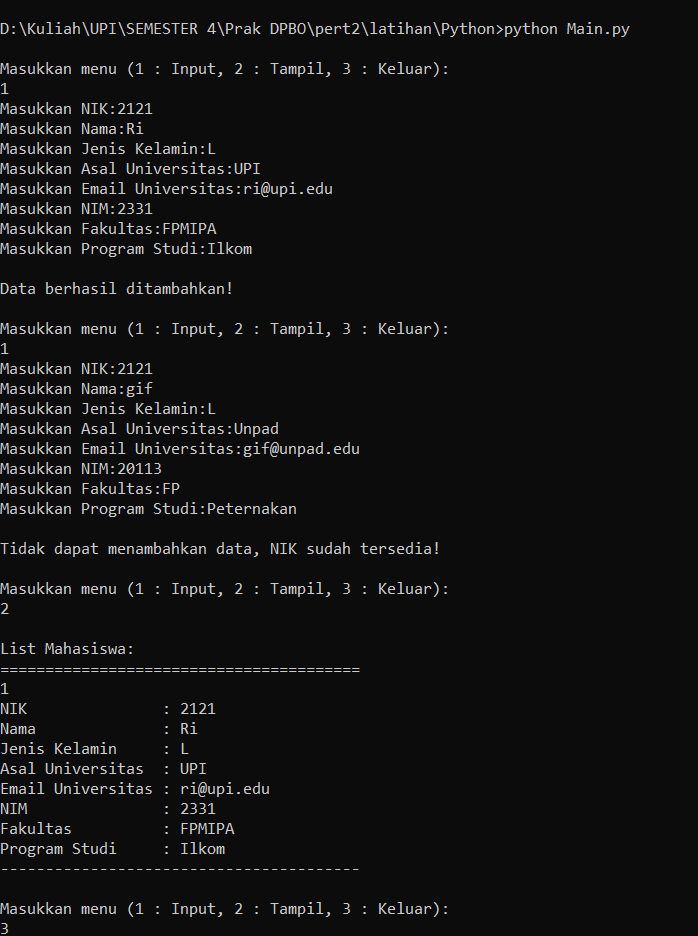 D:\Kuliah\UPI\SEMESTER 4\Prak DPBO\pert2\latihan\Python>python Main.py
Masukkan menu (1 : Input, 2 : Tampil, 3 : Keluar):
1
Masukkan NIK:2121
Masukkan Nama:Ri
Masukkan Jenis Kelamin:L
Masukkan Asal Universitas:UPI
Masukkan Email Universitas:ri@upi.edu
Masukkan NIM:2331
Masukkan Fakultas:FPMIPA
Masukkan Program Studi:Ilkom
Data berhasil ditambahkan!
Masukkan menu (1 : Input, 2 : Tampil, 3 : Keluar):
1
Masukkan NIK:2121
Masukkan Nama:gif
Masukkan Jenis Kelamin:L
Masukkan Asal Universitas:Unpad
Masukkan Email Universitas:gif@unpad.edu
Masukkan NIM:20113
Masukkan Fakultas:FP
Masukkan Program Studi:Peternakan
Tidak dapat menambahkan data, NIK sudah tersedia!
Masukkan menu (1 : Input, 2 : Tampil, 3 : Keluar):
2
List Mahasiswa:
========================================
1
NIK               : 2121
Nama              : Ri
Jenis Kelamin     : L
Asal Universitas  : UPI
Email Universitas : ri@upi.edu
NIM               : 2331
Fakultas          : FPMIPA
Program Studi     : Ilkom
----------------------------------------
Masukkan menu (1 : Input, 2 : Tampil, 3 : Keluar):
3